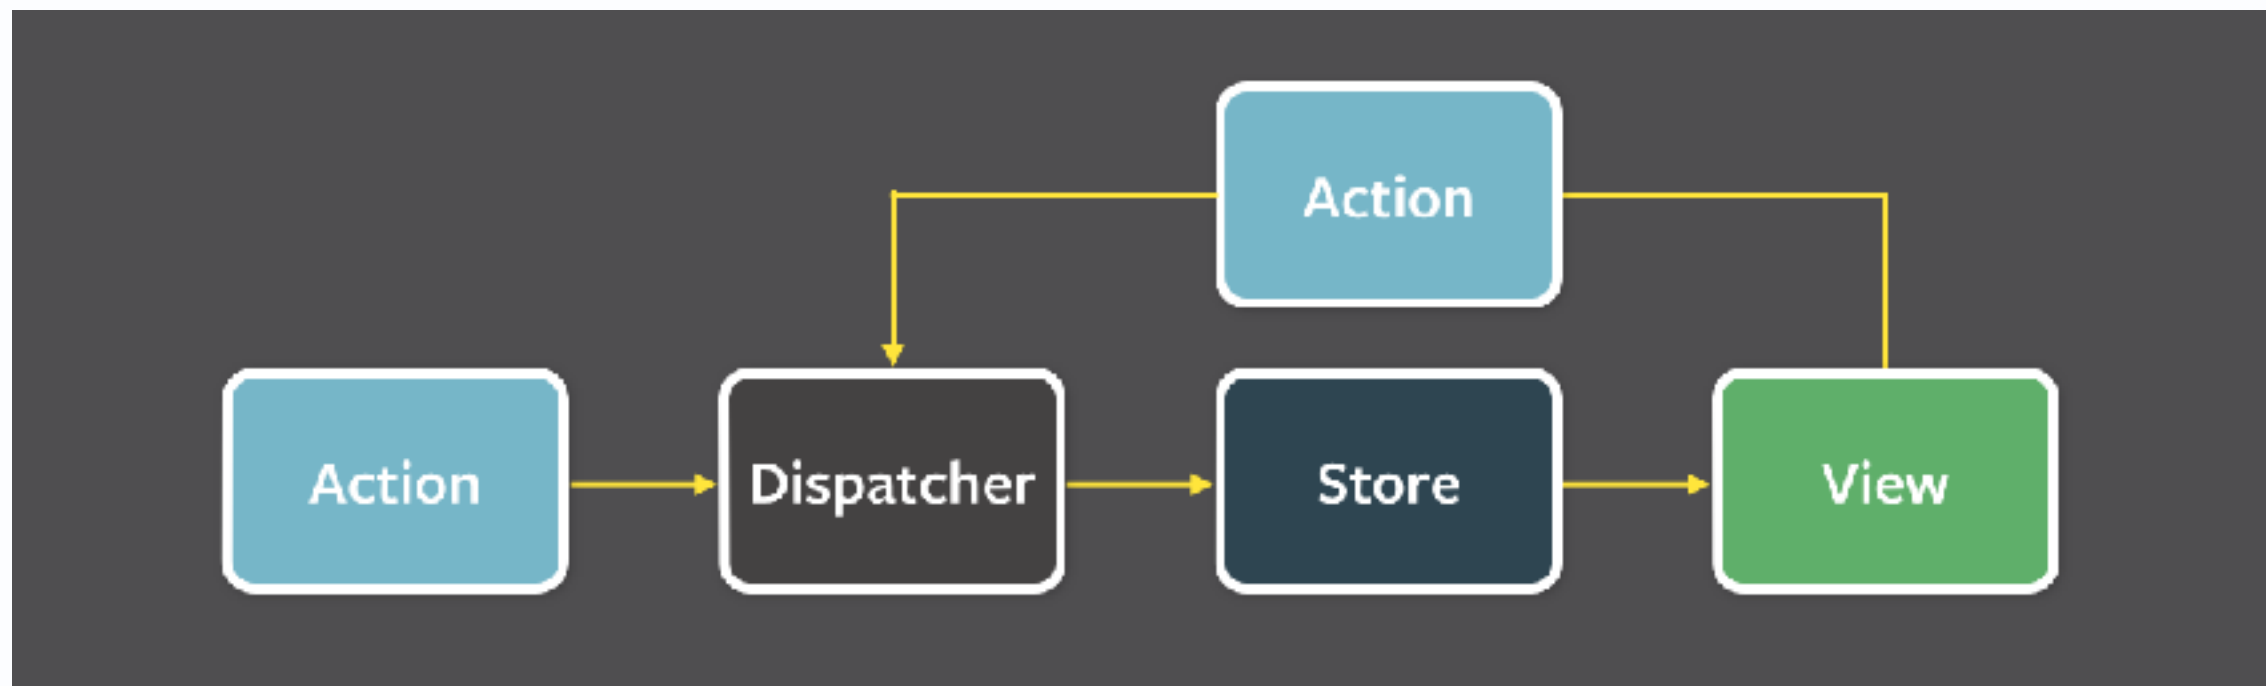 Action
Action
Dispatcher
Store
View